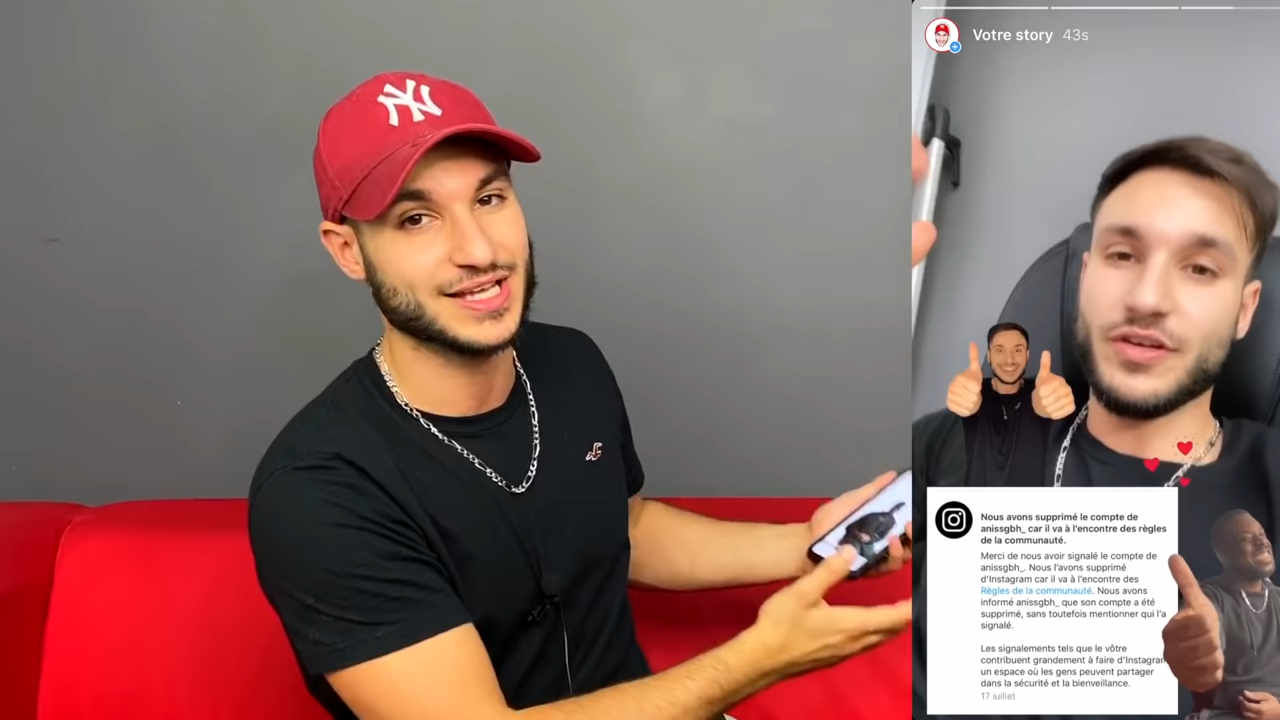 NY
Votre story 43s
Nous avons supprimé le compte de
anissgbh_ car il va à l'encontre des règles
de la communauté.
Merci de nous avoir signalé le compte de
anissgbh_. Nous l'avons supprimé
d'Instagram car il va à l'encontre des
Règles de la communauté. Nous avons
informé anissgbh_ que son compte a été
supprimé, sans toutefois mentionner qui l'a
signalé.
Les signalements tels que le vôtre
contribuent grandement à faire d'Instagram
un espace où les gens peuvent partager
dans la sécurité et la bienveillance.
17 juillet